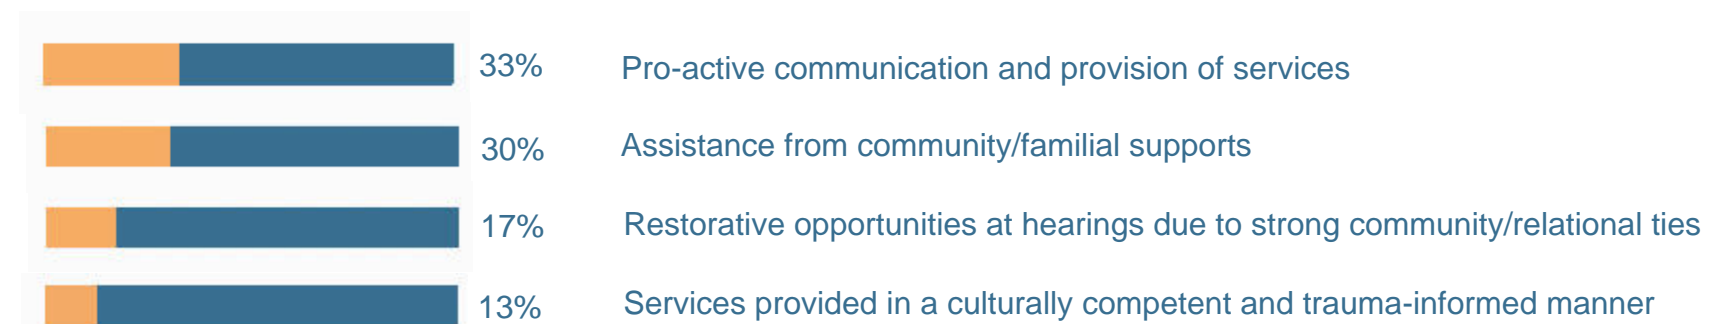 33% Pro-active communication and provision of services
30% Assistance from community/familial supports
17% Restorative opportunities at hearings due to strong community/relational ties
13% Services provided in a culturally competent and trauma-informed manner